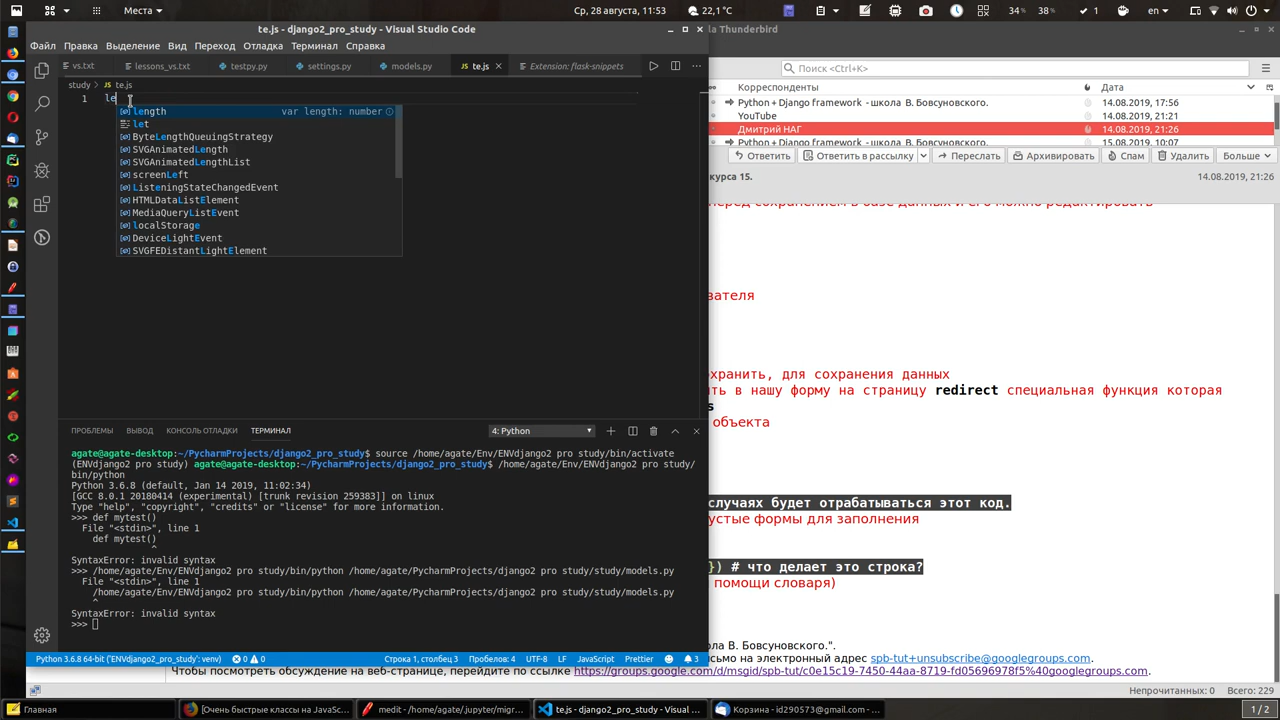 Места
Ср, 28 августа, 11:53
22,1°C
34%
38%
1
en
te.js - django2_pro_study - Visual Studio Code
Файл Правка Выделение Вид Переход Отладка Терминал Справка
vs.txt lessons_vs.txt testpy.py settings.py models.py te.js Extension: flask-snippets
study > te.js
1 le
length var length: number
let
ByteLengthQueuingStrategy
SVGAnimatedLength
SVGAnimatedLengthList
screenLeft
ListeningStateChangedEvent
HTMLDataListElement
MediaQueryListEvent
localStorage
DeviceLightEvent
SVGFEDistantLightElement
ПРОБЛЕМЫ ВЫВОД КОНСОЛЬ ОТЛАДКИ ТЕРМИНАЛ 4: Python
agate@agate-desktop:~/PycharmProjects/django2_pro_study$ source /home/agate/Env/ENVdjango2_pro_study/bin/activate
(ENVdjango2_pro_study) agate@agate-desktop:~/PycharmProjects/django2_pro_study$ /home/agate/Env/ENVdjango2_pro_study/
bin/python
Python 3.6.8 (default, Jan 14 2019, 11:02:34)
[GCC 8.0.1 20180414 (experimental) [trunk revision 259383]] on linux
Type "help", "copyright", "credits" or "license" for more information.
>>> def mytest()
File "<stdin>", line 1
def mytest()
^
SyntaxError: invalid syntax
>>> /home/agate/Env/ENVdjango2_pro_study/bin/python /home/agate/PycharmProjects/django2_pro_study/study/models.py
File "<stdin>", line 1
/home/agate/Env/ENVdjango2_pro_study/bin/python /home/agate/PycharmProjects/django2_pro_study/study/models.py
^
SyntaxError: invalid syntax
>>>
Python 3.6.8 64-bit ('ENVdjango2_pro_study': venv) 0 0 Строка 1, столбец 3 Пробелов: 4 UTF-8 LF JavaScript Prettier 3
la Thunderbird
Поиск <Ctrl+K>
Корреспонденты Дата
Python + Django framework - школа В. Бовсуновского. 14.08.2019, 17:56
YouTube 14.08.2019, 21:21
Дмитрий НАГ 14.08.2019, 21:26
Python + Django framework - школа В. Бовсуновского. 15.08.2019, 10:07
Ответить Ответить в рассылку Переслать Архивировать Спам Удалить Больше
курса 15. 14.08.2019, 21:26
перед сохранением в базе данных и его можно редактировать
вателя
охранить, для сохранения данных
ть в нашу форму на страницу redirect специальная функция которая
s
объекта
случаях будет отрабатываться этот код.
устые формы для заполнения
}) # что делает это строка?
помощи словаря)
ола В. Бовсуновского.".
сьмо на электронный адрес spb-tut+unsubscribe@googlegroups.com.
Чтобы посмотреть обсуждение на веб-странице, перейдите по ссылке https://groups.google.com/d/msgid/spb-tut/c0e15c19-7450-44aa-8719-fd05696978f5%40googlegroups.com.
Непрочитанных: 0 Всего: 229
Главная
[Очень быстрые классы на JavaSc...
medit - /home/agate/.jupyter/migr...
te.js - django2_pro_study - Visual ...
Корзина - id290573@gmail.com - ...
1 / 2